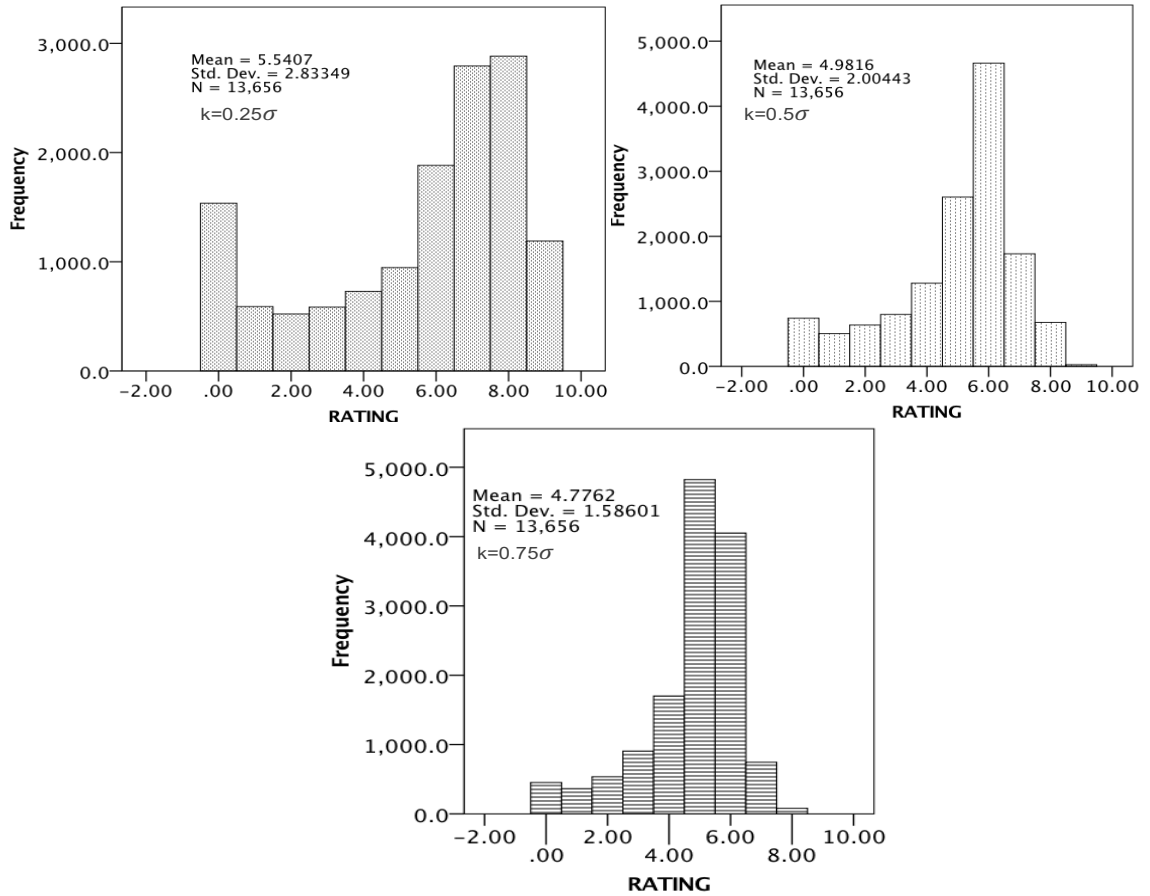 3,000.0
2,000.0
1,000.0
0.0
Frequency
Mean = 5.5407
Std. Dev. = 2.83349
N = 13,656
k=0.25σ
−2.00 .00 2.00 4.00 6.00 8.00 10.00
RATING
5,000.0
4,000.0
3,000.0
2,000.0
1,000.0
0.0
Frequency
Mean = 4.9816
Std. Dev. = 2.00443
N = 13,656
k=0.5σ
−2.00 .00 2.00 4.00 6.00 8.00 10.00
RATING
5,000.0
4,000.0
3,000.0
2,000.0
1,000.0
0.0
Frequency
Mean = 4.7762
Std. Dev. = 1.58601
N = 13,656
k=0.75σ
−2.00 2.00 6.00 10.00
.00 4.00 8.00
RATING